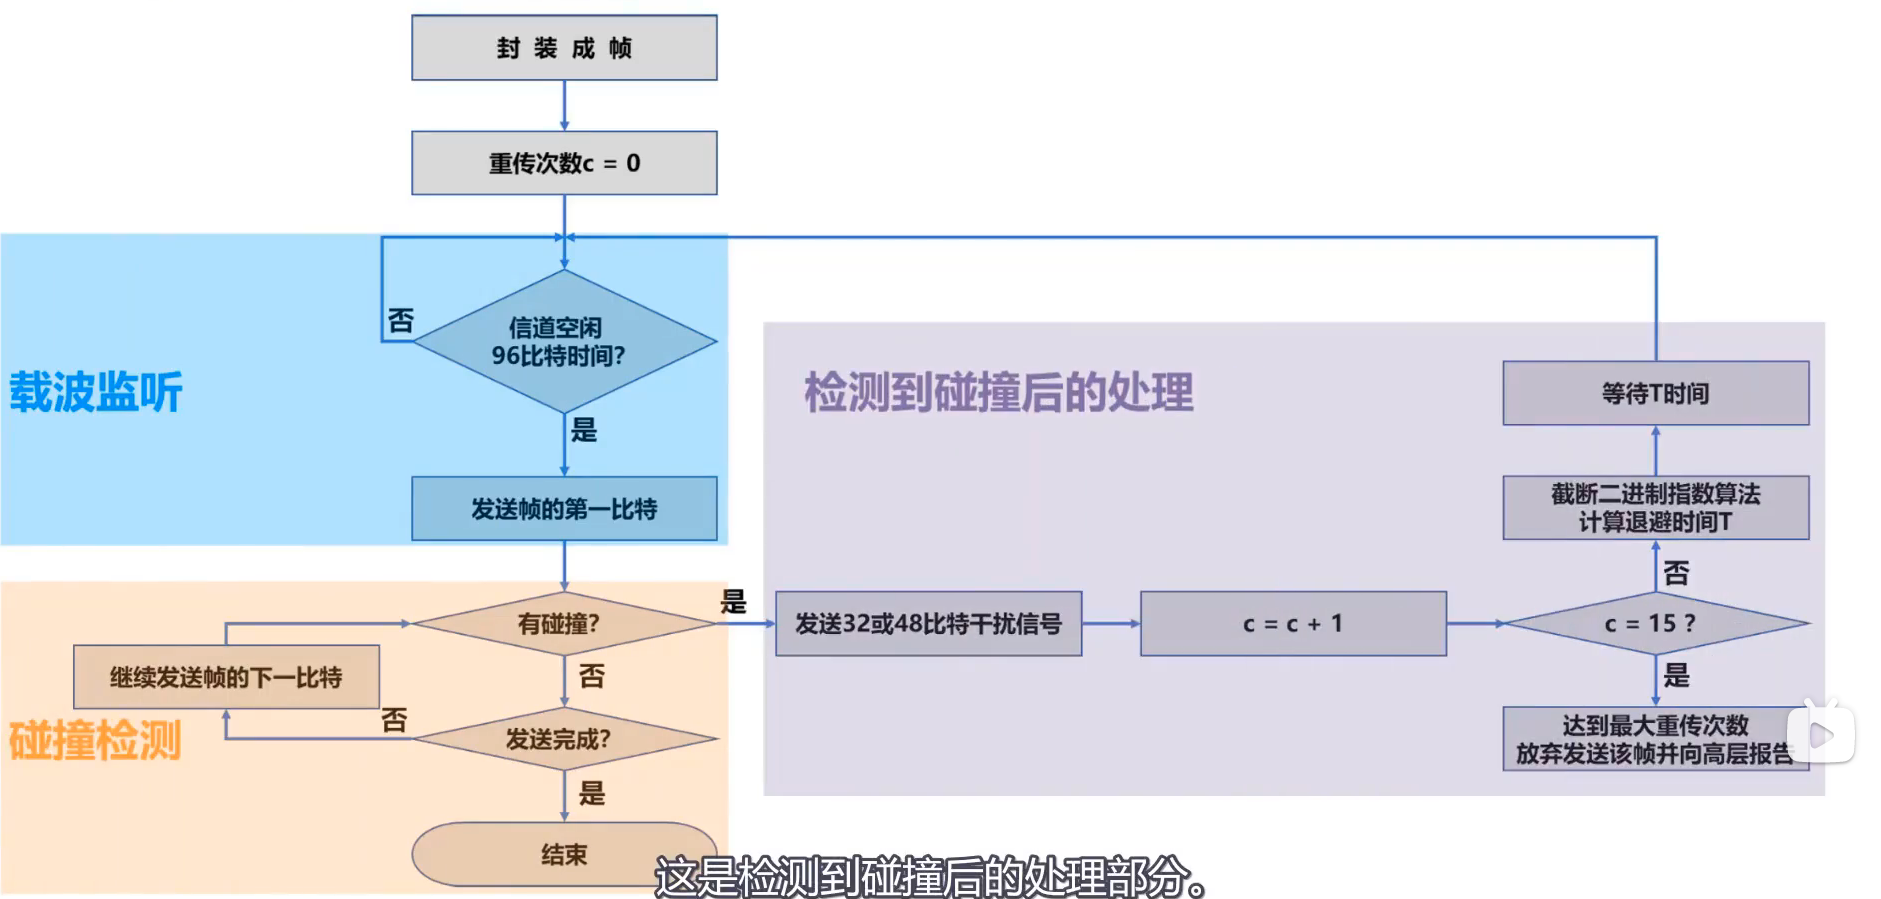 封装成帧
重传次数c = 0
否
信道空闲
96比特时间?
载波监听
是
发送帧的第一比特
检测到碰撞后的处理
等待T时间
截断二进制指数算法
计算退避时间T
否
有碰撞?
是
发送32或48比特干扰信号
c = c + 1
c = 15 ?
是
达到最大重传次数
放弃发送该帧并向高层报告
继续发送帧的下一比特
否
否
发送完成?
碰撞检测
是
结束
这是检测到碰撞后的处理部分。